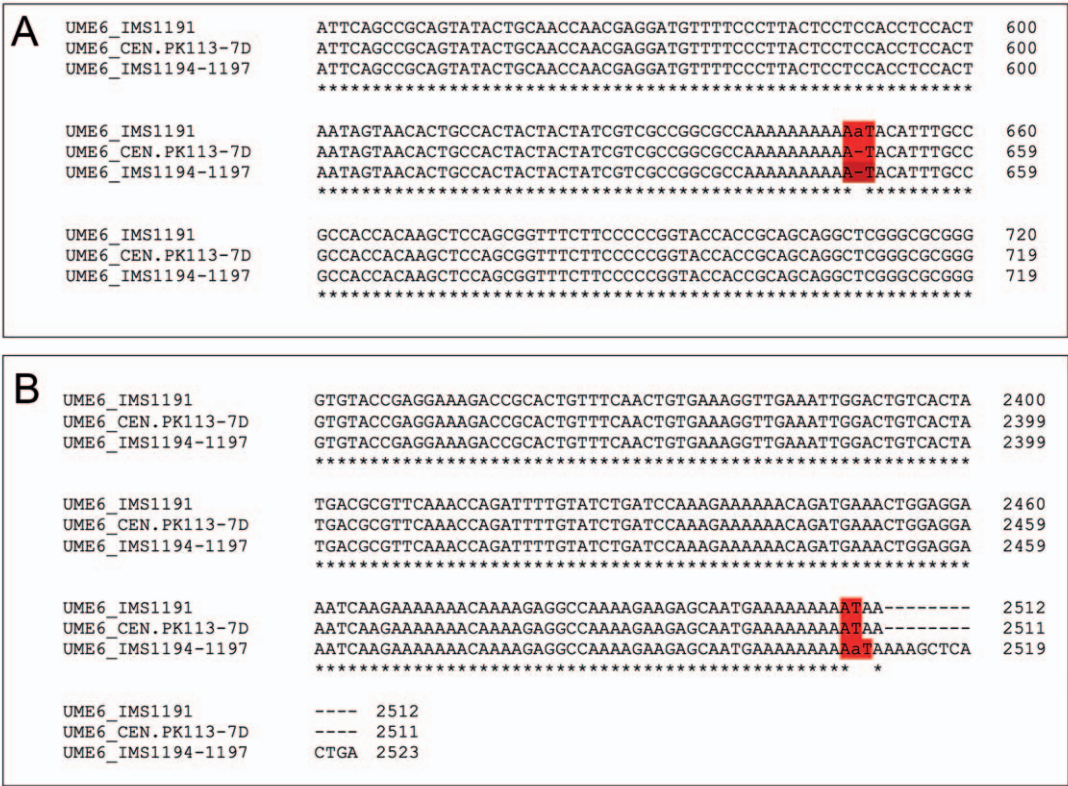 A
UME6_IMS1191 ATTCAGCCGCAGTATACTGCAACCAACGAGGATGTTTTCCCTTACTCCTCCACCTCCACT 600
UME6_CEN.PK113-7D ATTCAGCCGCAGTATACTGCAACCAACGAGGATGTTTTCCCTTACTCCTCCACCTCCACT 600
UME6_IMS1194-1197 ATTCAGCCGCAGTATACTGCAACCAACGAGGATGTTTTCCCTTACTCCTCCACCTCCACT 600
************************************************************
UME6_IMS1191 AATAGTAACACTGCCACTACTACTATCGTCGCCGGCGCCAAAAAAAAAAaTACATTTGCC 660
UME6_CEN.PK113-7D AATAGTAACACTGCCACTACTACTATCGTCGCCGGCGCCAAAAAAAAAA-TACATTTGCC 659
UME6_IMS1194-1197 AATAGTAACACTGCCACTACTACTATCGTCGCCGGCGCCAAAAAAAAAA-TACATTTGCC 659
************************************************* **********
UME6_IMS1191 GCCACCACAAGCTCCAGCGGTTTCTTCCCCCGGTACCACCGCAGCAGGCTCGGGCGCGGG 720
UME6_CEN.PK113-7D GCCACCACAAGCTCCAGCGGTTTCTTCCCCCGGTACCACCGCAGCAGGCTCGGGCGCGGG 719
UME6_IMS1194-1197 GCCACCACAAGCTCCAGCGGTTTCTTCCCCCGGTACCACCGCAGCAGGCTCGGGCGCGGG 719
************************************************************
B
UME6_IMS1191 GTGTACCGAGGAAAGACCGCACTGTTTCAACTGTGAAAGGTTGAAATTGGACTGTCACTA 2400
UME6_CEN.PK113-7D GTGTACCGAGGAAAGACCGCACTGTTTCAACTGTGAAAGGTTGAAATTGGACTGTCACTA 2399
UME6_IMS1194-1197 GTGTACCGAGGAAAGACCGCACTGTTTCAACTGTGAAAGGTTGAAATTGGACTGTCACTA 2399
************************************************************
UME6_IMS1191 TGACGCGTTCAAACCAGATTTTGTATCTGATCCAAAGAAAAAACAGATGAAACTGGAGGA 2460
UME6_CEN.PK113-7D TGACGCGTTCAAACCAGATTTTGTATCTGATCCAAAGAAAAAACAGATGAAACTGGAGGA 2459
UME6_IMS1194-1197 TGACGCGTTCAAACCAGATTTTGTATCTGATCCAAAGAAAAAACAGATGAAACTGGAGGA 2459
************************************************************
UME6_IMS1191 AATCAAGAAAAAAACAAAAGAGGCCAAAAGAAGAGCAATGAAAAAAAAATAA-------- 2512
UME6_CEN.PK113-7D AATCAAGAAAAAAACAAAAGAGGCCAAAAGAAGAGCAATGAAAAAAAAATAA-------- 2511
UME6_IMS1194-1197 AATCAAGAAAAAAACAAAAGAGGCCAAAAGAAGAGCAATGAAAAAAAAAaTAAAAGCTCA 2519
*************************************************  *
UME6_IMS1191 ---- 2512
UME6_CEN.PK113-7D ---- 2511
UME6_IMS1194-1197 CTGA 2523